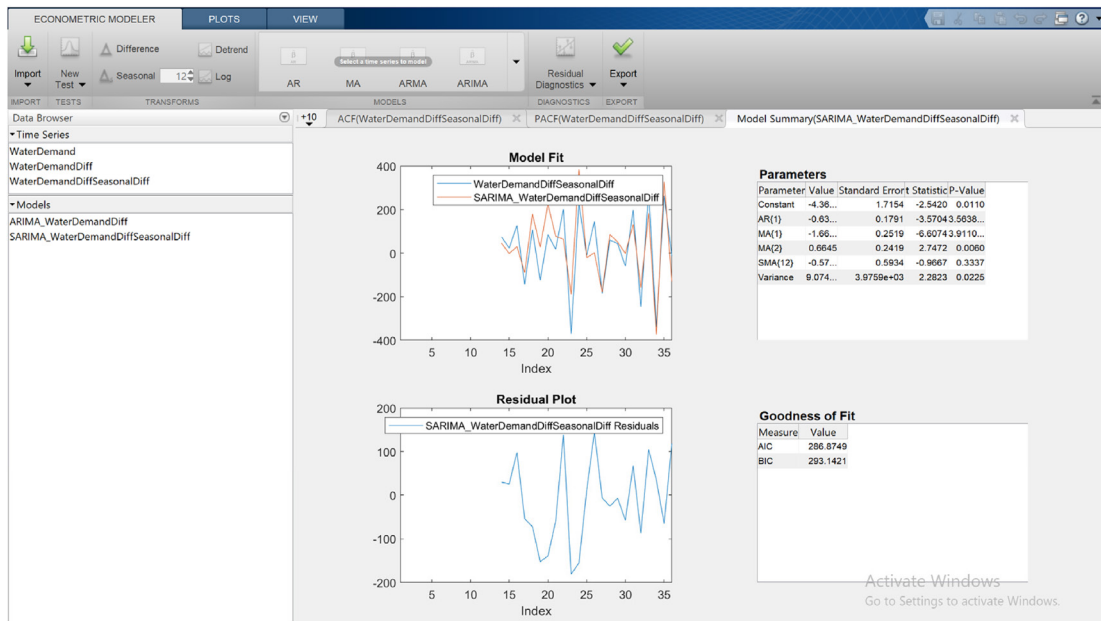 ECONOMETRIC MODELER PLOTS VIEW
Import
New Test
Difference
Seasonal 12
Detrend
Log
Select a time series to model
AR MA ARMA ARIMA
Residual Diagnostics
Export
IMPORT TESTS TRANSFORMS MODELS DIAGNOSTICS EXPORT
Data Browser
+10 ACF(WaterDemandDiffSeasonalDiff) PACF(WaterDemandDiffSeasonalDiff) Model Summary(SARIMA_WaterDemandDiffSeasonalDiff)
Time Series
WaterDemand
WaterDemandDiff
WaterDemandDiffSeasonalDiff
Models
ARIMA_WaterDemandDiff
SARIMA_WaterDemandDiffSeasonalDiff
Model Fit
WaterDemandDiffSeasonalDiff
SARIMA_WaterDemandDiffSeasonalDiff
400
200
0
-200
-400
5 10 15 20 25 30 35
Index
Parameters
Parameter Value Standard Error t Statistic P-Value
Constant -4.36... 1.7154 -2.5420 0.0110
AR{1} -0.63... 0.1791 -3.5704 3.5638...
MA{1} -1.66... 0.2519 -6.6074 3.9110...
MA{2} 0.6645 0.2419 2.7472 0.0060
SMA{12} -0.57... 0.5934 -0.9667 0.3337
Variance 9.074... 3.9759e+03 2.2823 0.0225
Residual Plot
SARIMA_WaterDemandDiffSeasonalDiff Residuals
200
100
0
-100
-200
5 10 15 20 25 30 35
Index
Goodness of Fit
Measure Value
AIC 286.8749
BIC 293.1421
Activate Windows
Go to Settings to activate Windows.